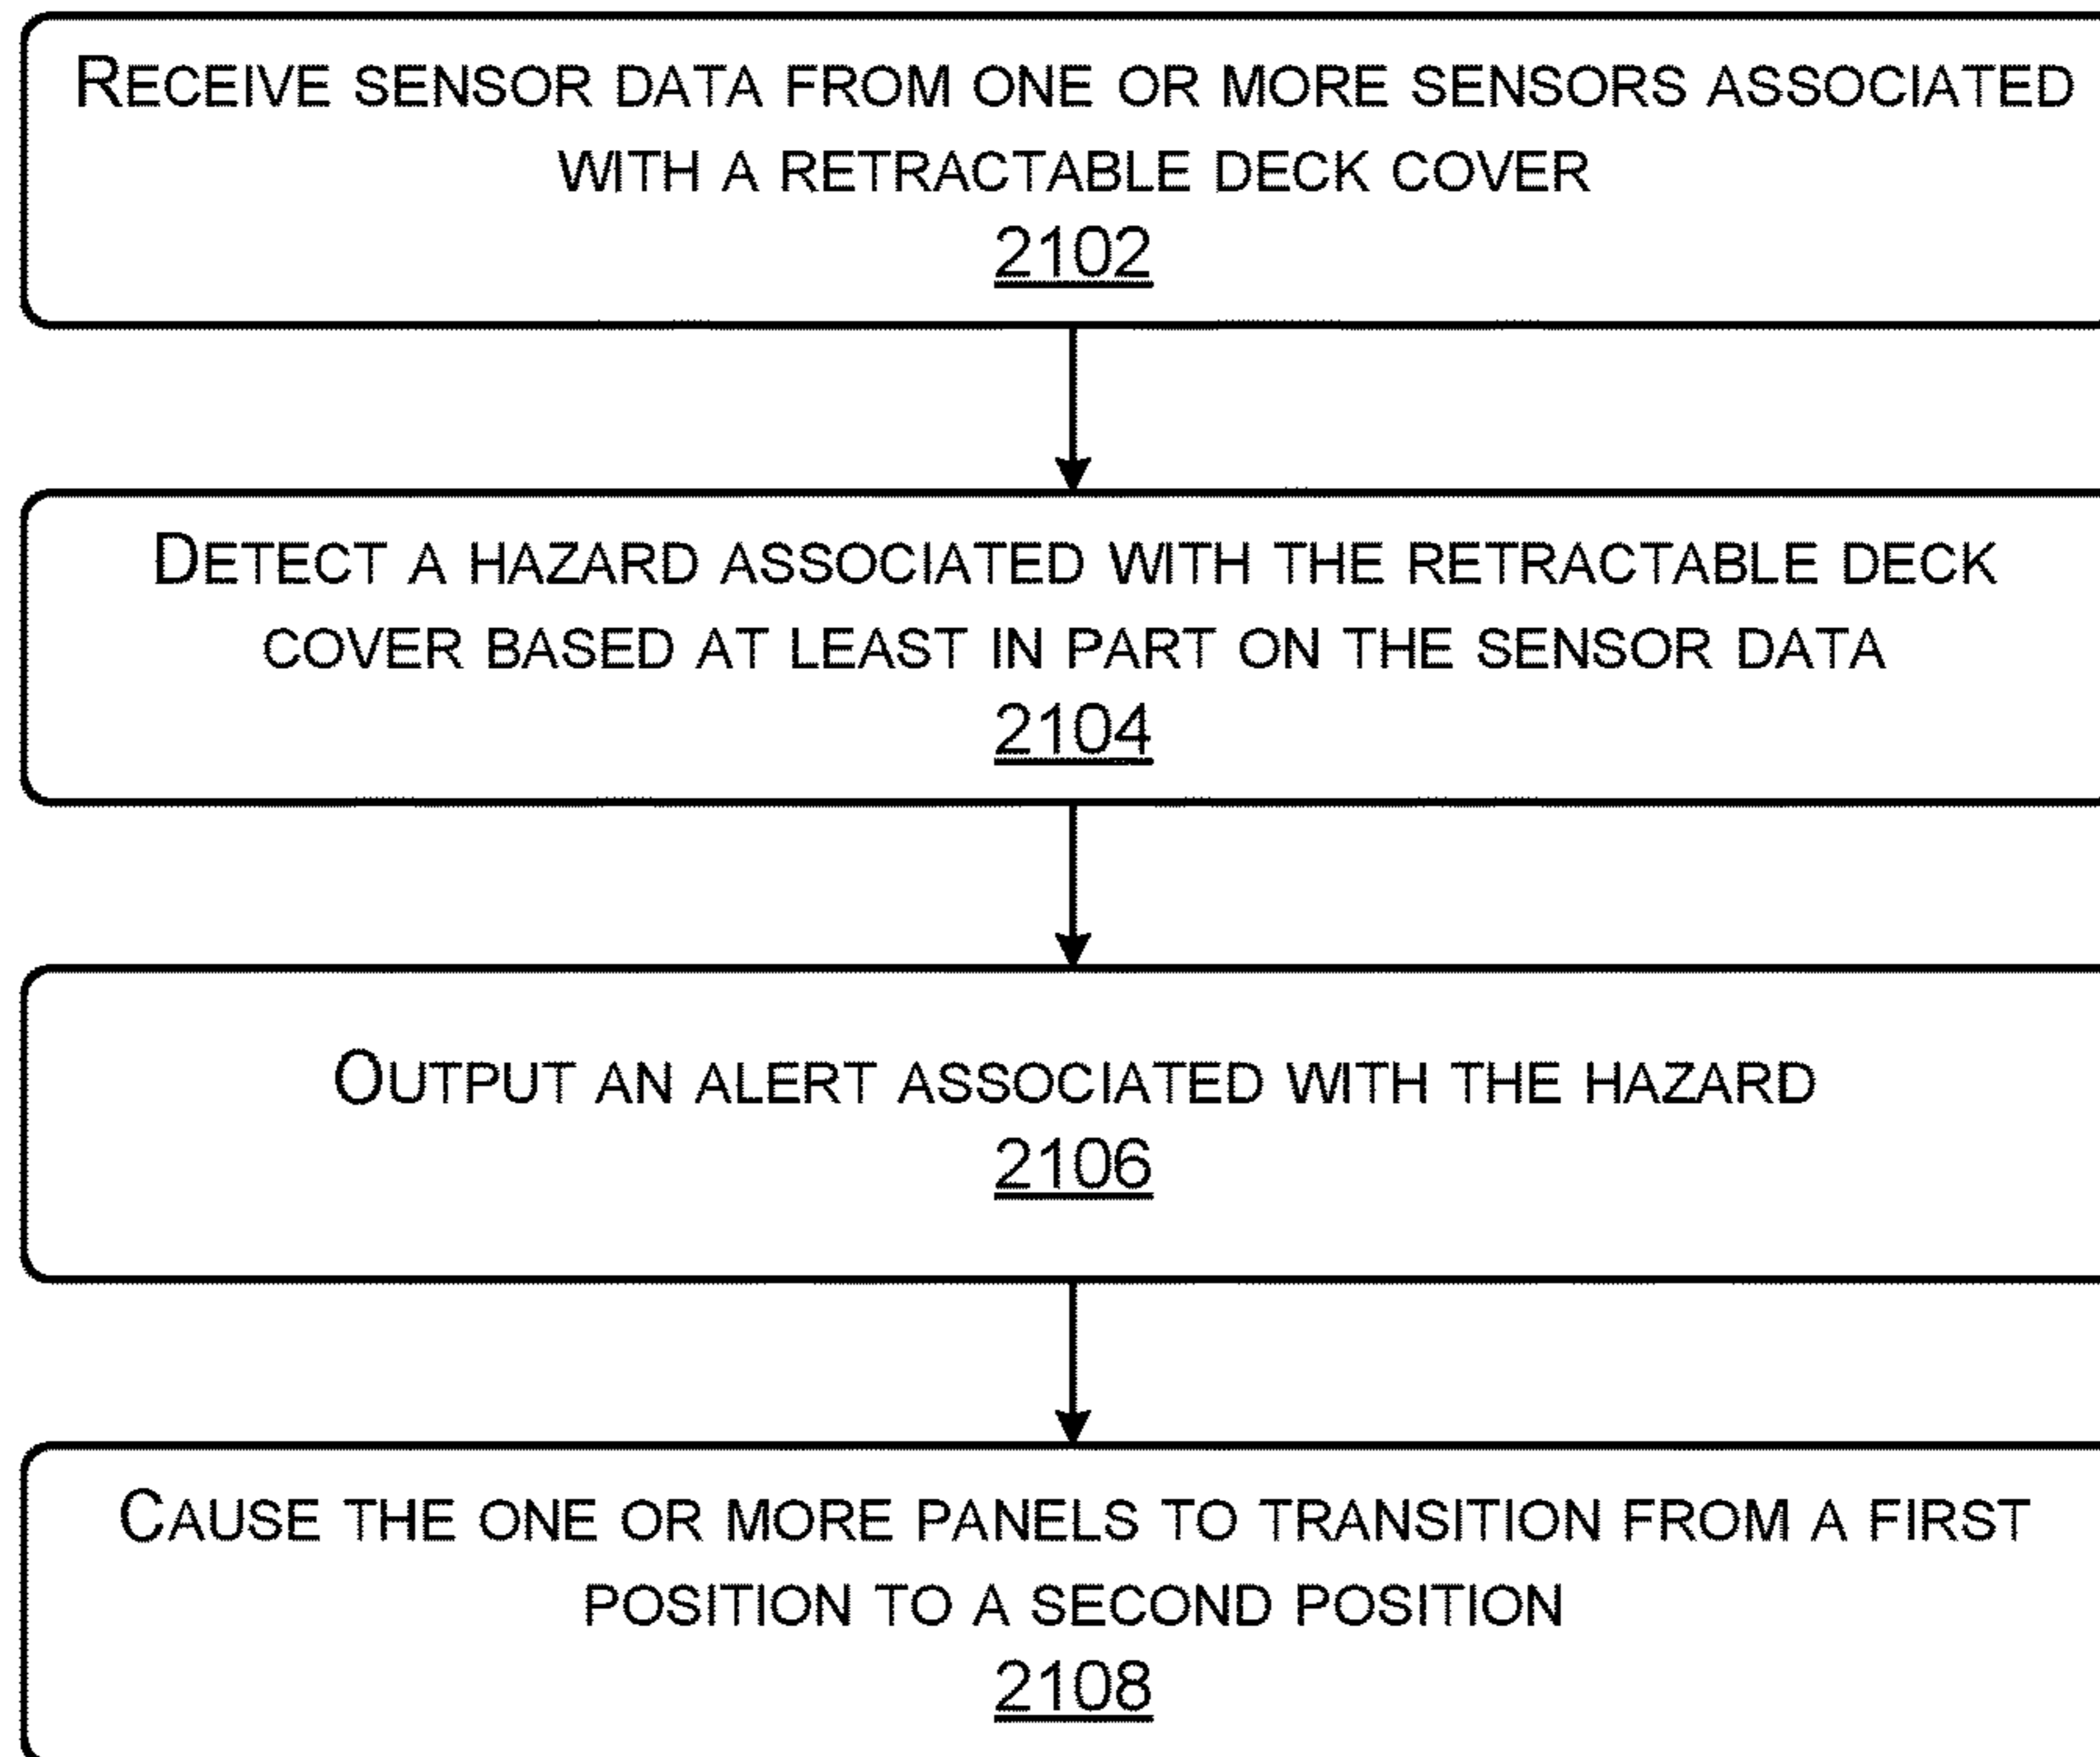 RECEIVE SENSOR DATA FROM ONE OR MORE SENSORS ASSOCIATED
WITH A RETRACTABLE DECK COVER
2102
DETECT A HAZARD ASSOCIATED WITH THE RETRACTABLE DECK
COVER BASED AT LEAST IN PART ON THE SENSOR DATA
2104
OUTPUT AN ALERT ASSOCIATED WITH THE HAZARD
2106
CAUSE THE ONE OR MORE PANELS TO TRANSITION FROM A FIRST
POSITION TO A SECOND POSITION
2108